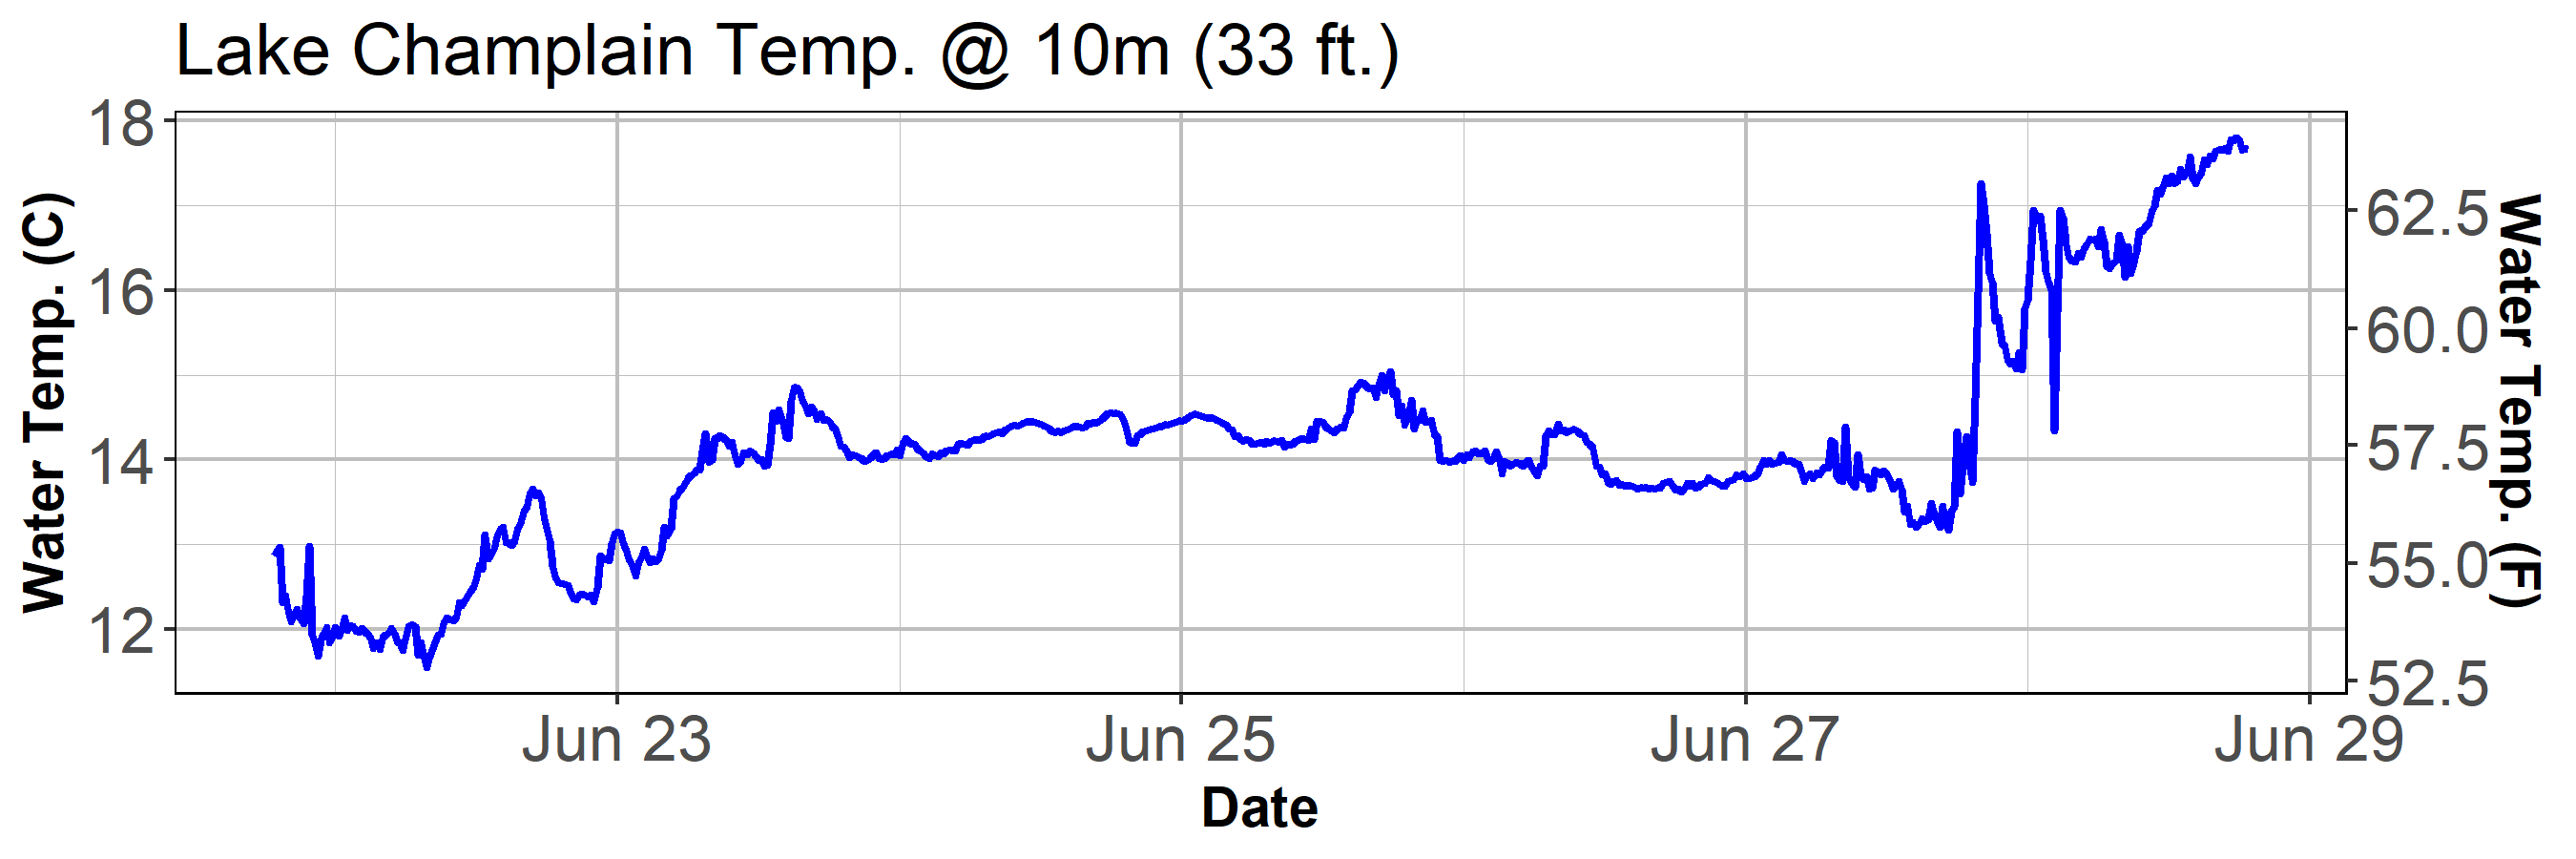 Lake Champlain Temp. @ 10m (33 ft.)
Water Temp. (C)
18
16
14
12
62.5
60.0
57.5
55.0
52.5
Water Temp. (F)
Jun 23
Jun 25
Jun 27
Jun 29
Date